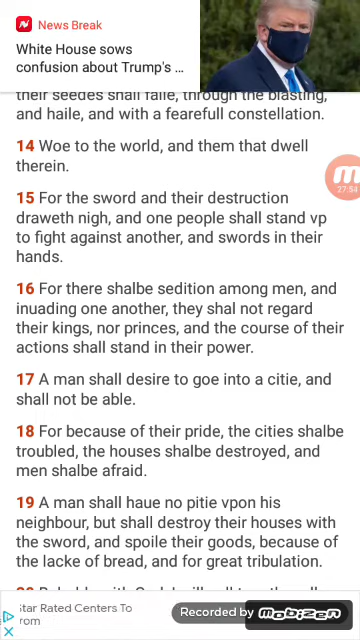 News Break
White House sows
confusion about Trump's ...
their seedes shall faile, through the blasting,
and haile, and with a fearefull constellation.
14 Woe to the world, and them that dwell
therein.
15 For the sword and their destruction
draweth nigh, and one people shall stand vp
to fight against another, and swords in their
hands.
16 For there shalbe sedition among men, and
inuading one another, they shal not regard
their kings, nor princes, and the course of their
actions shall stand in their power.
17 A man shall desire to goe into a citie, and
shall not be able.
18 For because of their pride, the cities shalbe
troubled, the houses shalbe destroyed, and
men shalbe afraid.
19 A man shall haue no pitie vpon his
neighbour, but shall destroy their houses with
the sword, and spoile their goods, because of
the lacke of bread, and for great tribulation.
Star Rated Centers To
From
Recorded by mobizen
27:54